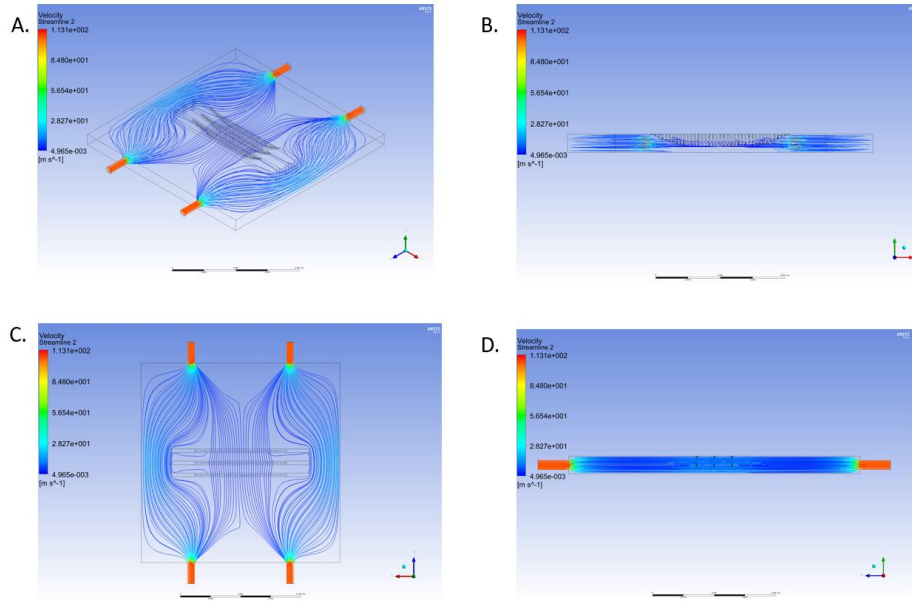 A.
Velocity
Streamline 2
1.131e+002
8.480e+001
5.654e+001
2.827e+001
4.965e-003
[m s^-1]
ANSYS
B.
Velocity
Streamline 2
1.131e+002
8.480e+001
5.654e+001
2.827e+001
4.965e-003
[m s^-1]
ANSYS
C.
Velocity
Streamline 2
1.131e+002
8.480e+001
5.654e+001
2.827e+001
4.965e-003
[m s^-1]
ANSYS
D.
Velocity
Streamline 2
1.131e+002
8.480e+001
5.654e+001
2.827e+001
4.965e-003
[m s^-1]
ANSYS